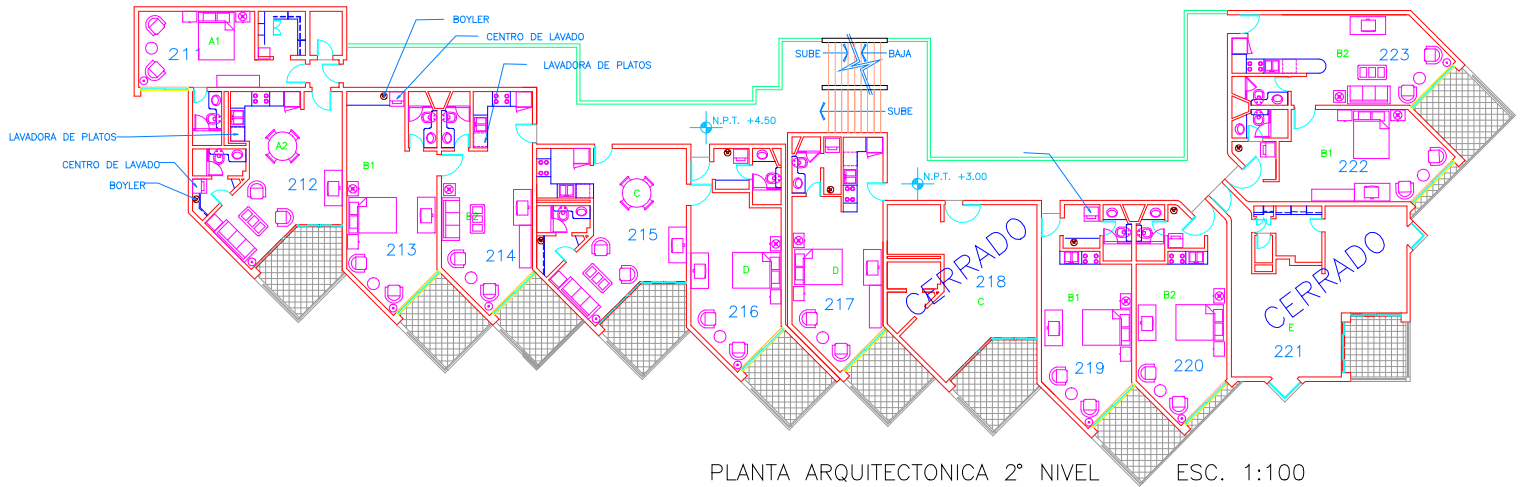 BOYLER
CENTRO DE LAVADO
LAVADORA DE PLATOS
SUBE
BAJA
SUBE
N.P.T. +4.50
N.P.T. +3.00
LAVADORA DE PLATOS
CENTRO DE LAVADO
BOYLER
211
A1
A2
212
B1
213
B2
214
C
215
D
216
D
217
CERRADO
218
C
B1
219
B2
220
CERRADO
E
221
B1
222
B2
223
PLANTA ARQUITECTONICA 2° NIVEL ESC. 1:100